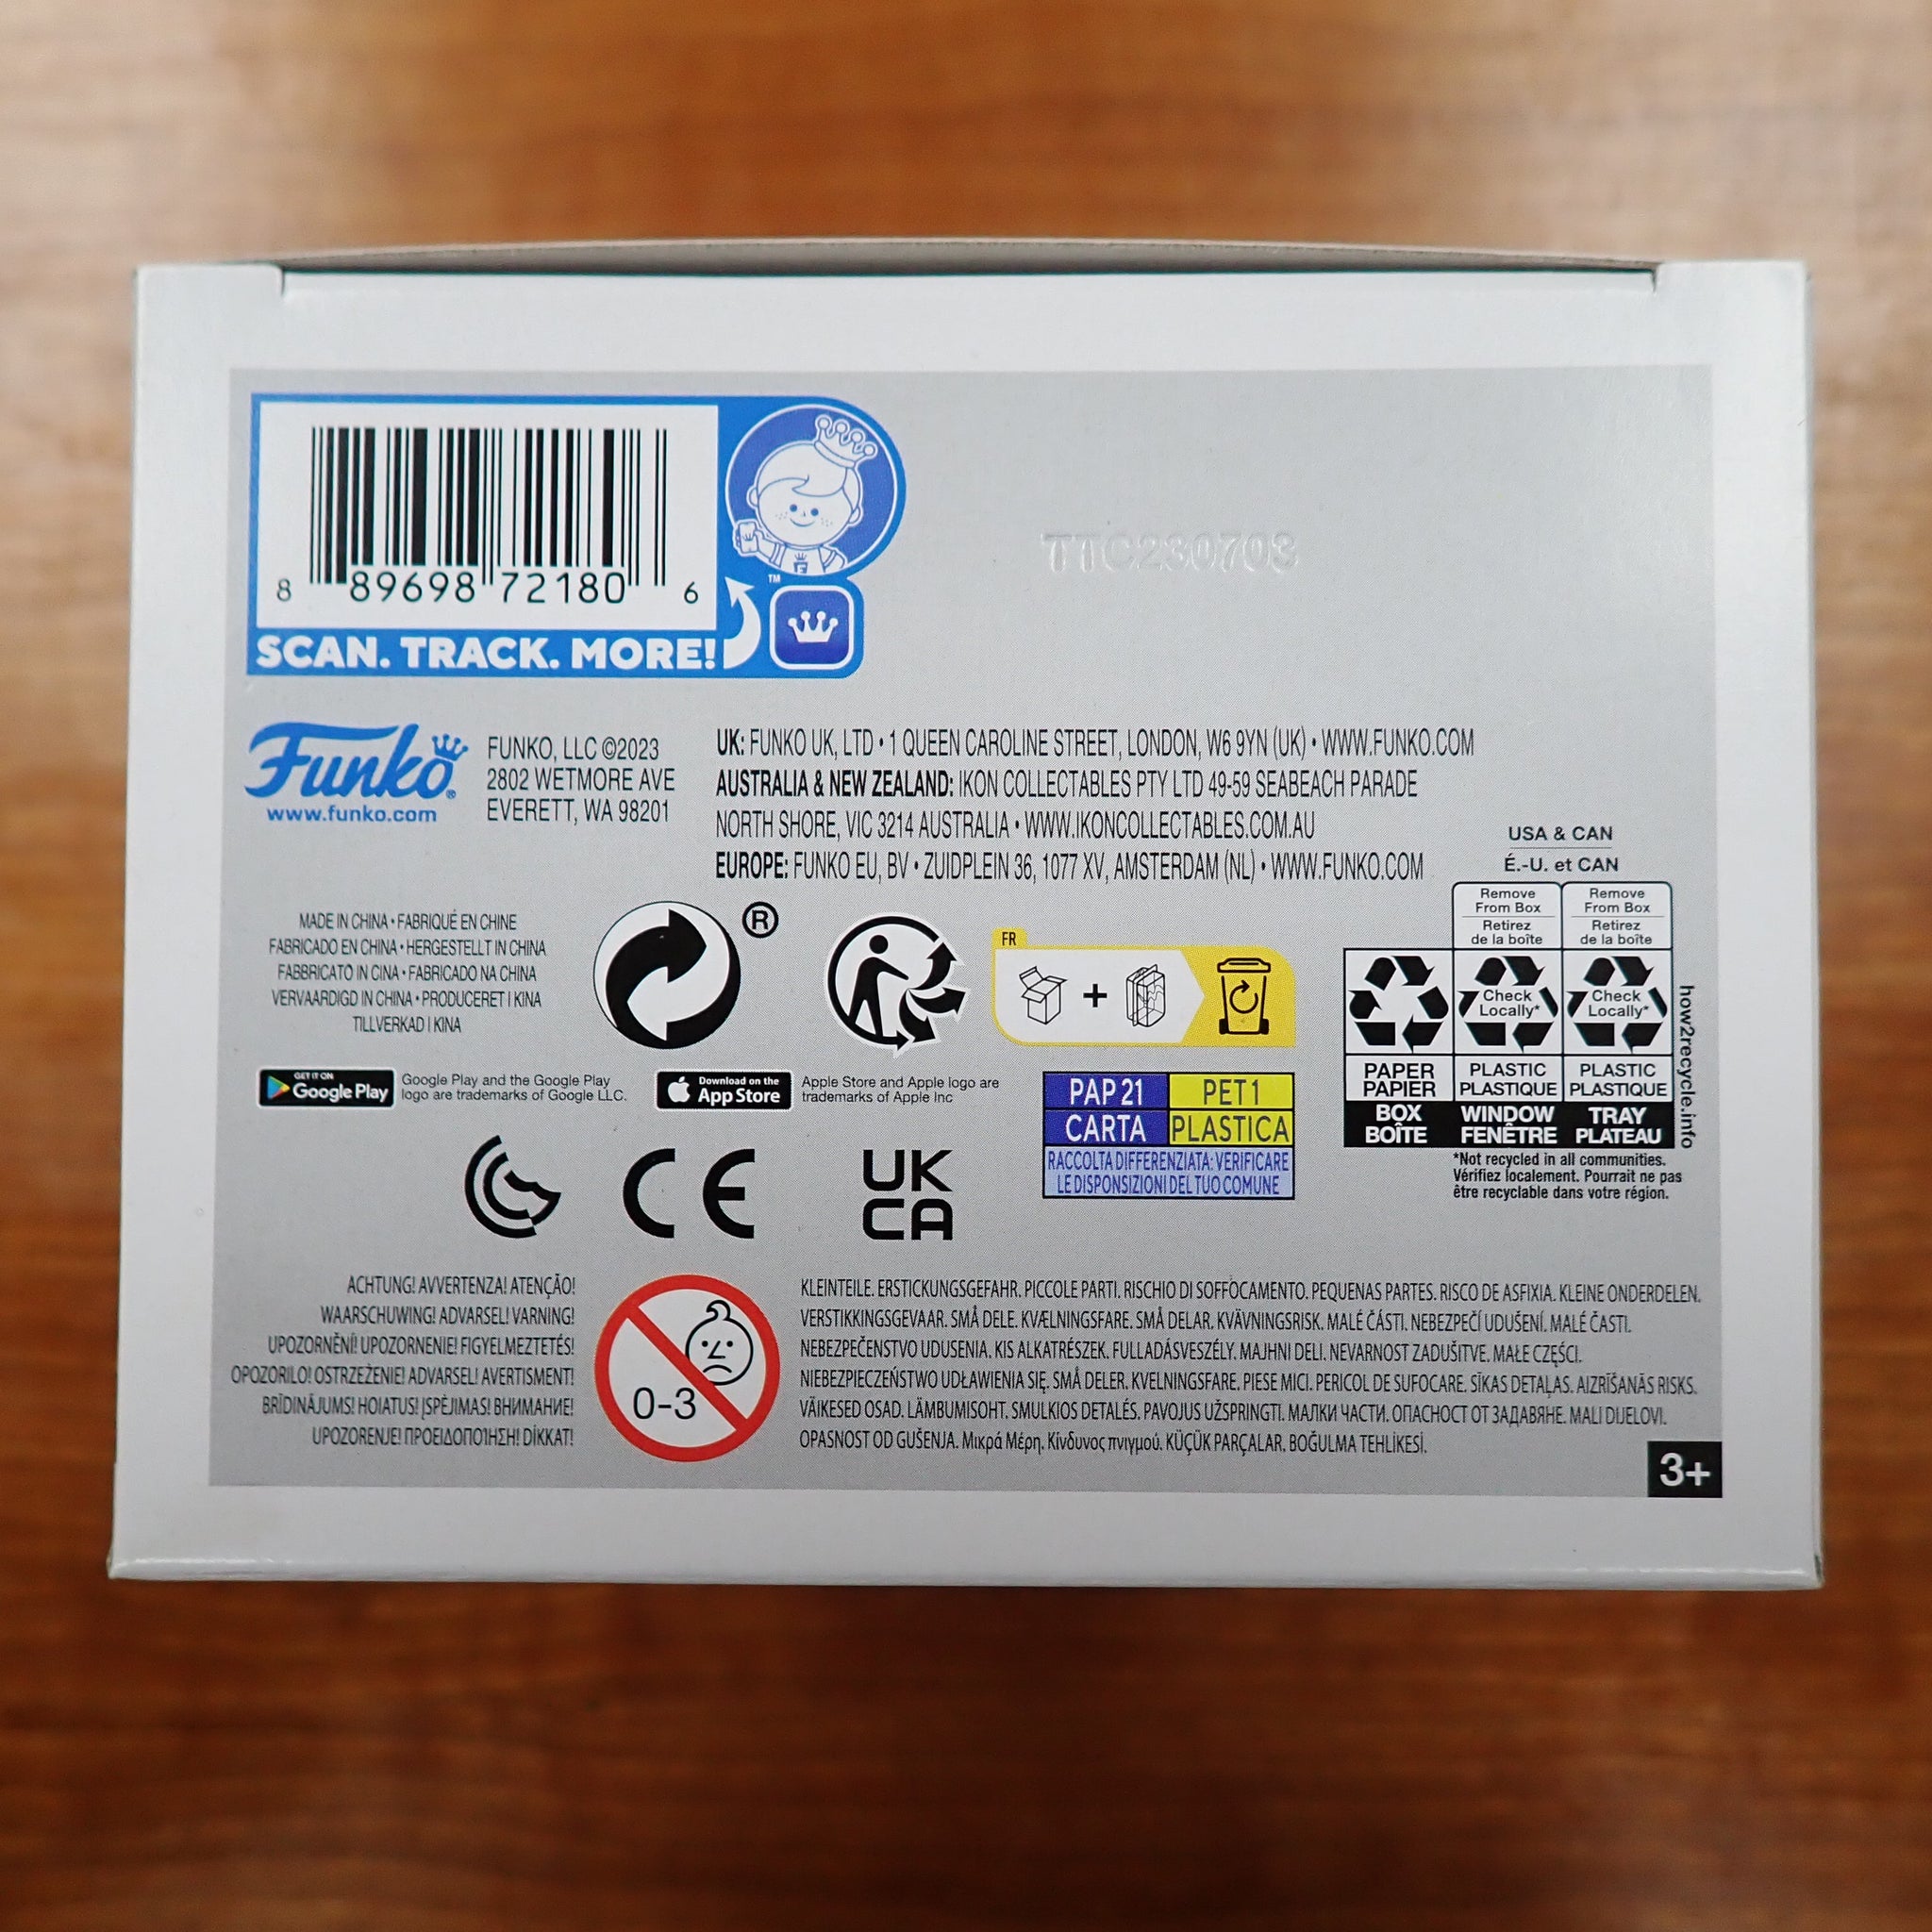 8 89698 72180 6
SCAN. TRACK. MORE!
TM
TTC230703
Funko®
www.funko.com
FUNKO, LLC ©2023
2802 WETMORE AVE
EVERETT, WA 98201
UK: FUNKO UK, LTD • 1 QUEEN CAROLINE STREET, LONDON, W6 9YN (UK) • WWW.FUNKO.COM
AUSTRALIA & NEW ZEALAND: IKON COLLECTABLES PTY LTD 49-59 SEABEACH PARADE
NORTH SHORE, VIC 3214 AUSTRALIA • WWW.IKONCOLLECTABLES.COM.AU
EUROPE: FUNKO EU, BV • ZUIDPLEIN 36, 1077 XV, AMSTERDAM (NL) • WWW.FUNKO.COM
MADE IN CHINA • FABRIQUÉ EN CHINE
FABRICADO EN CHINA • HERGESTELLT IN CHINA
FABBRICATO IN CINA • FABRICADO NA CHINA
VERVAARDIGD IN CHINA • PRODUCERET I KINA
TILLVERKAD I KINA
®
FR
+
USA & CAN
É.-U. et CAN
Remove
From Box
Retirez
de la boîte
Remove
From Box
Retirez
de la boîte
Check
Locally*
Check
Locally*
PAPER
PAPIER
PLASTIC
PLASTIQUE
PLASTIC
PLASTIQUE
BOX
BOÎTE
WINDOW
FENÊTRE
TRAY
PLATEAU
how2recycle.info
*Not recycled in all communities.
Vérifiez localement. Pourrait ne pas
être recyclable dans votre région.
GET IT ON
Google Play
Google Play and the Google Play
logo are trademarks of Google LLC.
Download on the
App Store
Apple Store and Apple logo are
trademarks of Apple Inc
PAP 21
PET 1
CARTA
PLASTICA
RACCOLTA DIFFERENZIATA: VERIFICARE
LE DISPONSIZIONI DEL TUO COMUNE
CE
UK
CA
ACHTUNG! AVVERTENZA! ATENÇÃO!
WAARSCHUWING! ADVARSEL! VARNING!
UPOZORNĚNÍ! UPOZORNENIE! FIGYELMEZTETÉS!
OPOZORILO! OSTRZEŻENIE! ADVARSEL! AVERTISMENT!
BRĪDINĀJUMS! HOIATUS! ĮSPĖJIMAS! ВНИМАНИЕ!
UPOZORENJE! ΠΡΟΕΙΔΟΠΟΊΗΣΗ! DİKKAT!
0-3
KLEINTEILE. ERSTICKUNGSGEFAHR. PICCOLE PARTI. RISCHIO DI SOFFOCAMENTO. PEQUENAS PARTES. RISCO DE ASFIXIA. KLEINE ONDERDELEN.
VERSTIKKINGSGEVAAR. SMÅ DELE. KVÆLNINGSFARE. SMÅ DELAR. KVÄVNINGSRISK. MALÉ ČÁSTI. NEBEZPEČÍ UDUŠENÍ. MALÉ ČASTI.
NEBEZPEČENSTVO UDUSENIA. KIS ALKATRÉSZEK. FULLADÁSVESZÉLY. MAJHNI DELI. NEVARNOST ZADUŠITVE. MAŁE CZĘŚCI.
NIEBEZPIECZEŃSTWO UDŁAWIENIA SIĘ. SMÅ DELER. KVELNINGSFARE. PIESE MICI. PERICOL DE SUFOCARE. SĪKAS DETAĻAS. AIZRĪŠANĀS RISKS.
VÄIKESED OSAD. LÄMBUMISOHT. SMULKIOS DETALĖS. PAVOJUS UŽSPRINGTI. МАЛКИ ЧАСТИ. ОПАСНОСТ ОТ ЗАДАВЯНЕ. MALI DIJELOVI.
OPASNOST OD GUŠENJA. Μικρά Μέρη. Κίνδυνος πνιγμού. KÜÇÜK PARÇALAR. BOĞULMA TEHLİKESİ.
3+